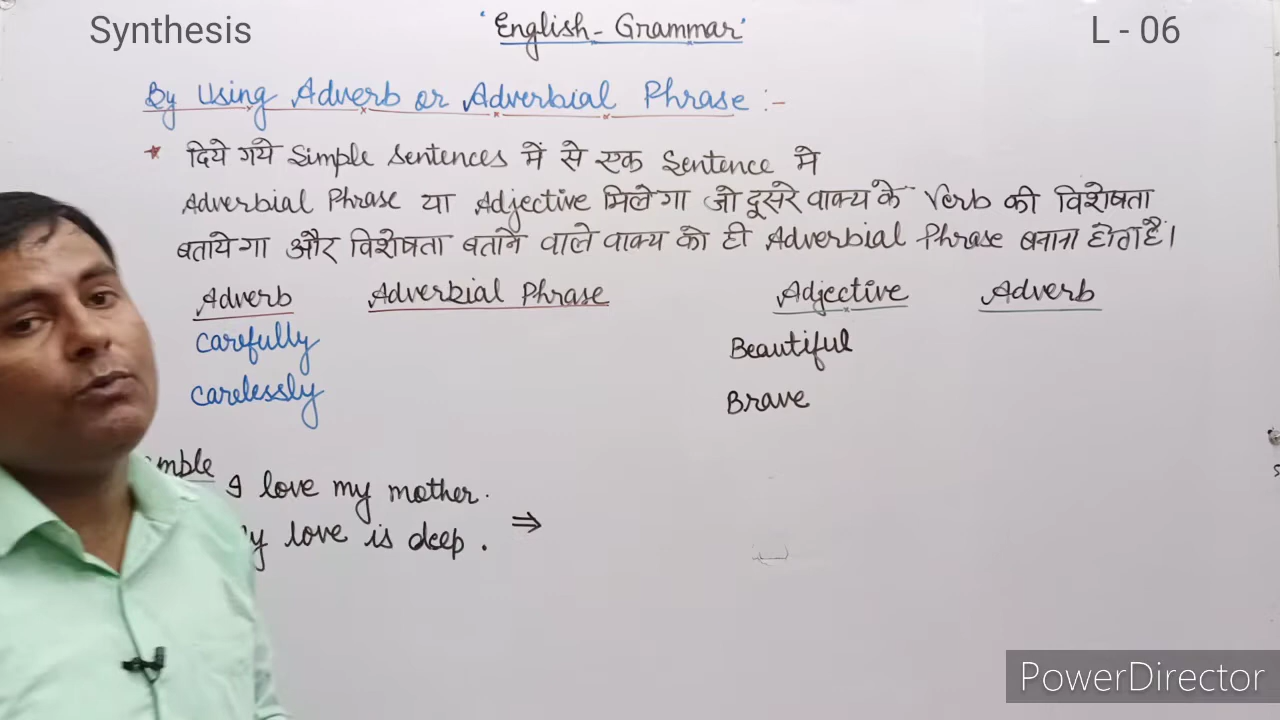 Synthesis
'English - Grammar'
L - 06
By Using Adverb or Adverbial Phrase :-
* दिये गये Simple Sentences में से एक Sentence मे
Adverbial Phrase या Adjective मिलेगा जो दूसरे वाक्य के Verb की विशेषता
बतायेगा और विशेषता बताने वाले वाक्य को ही Adverbial Phrase बनाना होता है।
Adverb Adverbial Phrase Adjective Adverb
Carefully Beautiful
Carelessly Brave
mple
I love my mother.
y love is deep. ⇒
PowerDirector